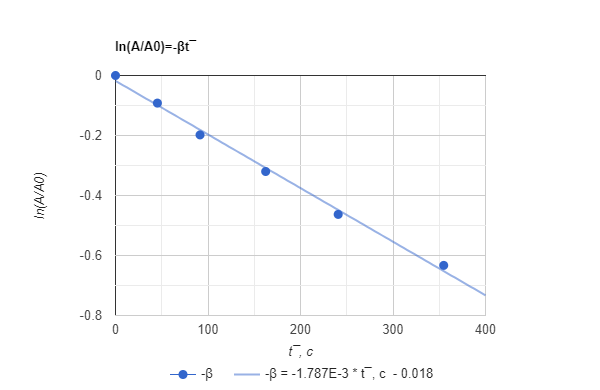 ln(A/A0)=-βt¯
0
-0.2
-0.4
-0.6
-0.8
ln(A/A0)
0 100 200 300 400
t¯, c
-β -β = -1.787E-3 * t¯, c - 0.018